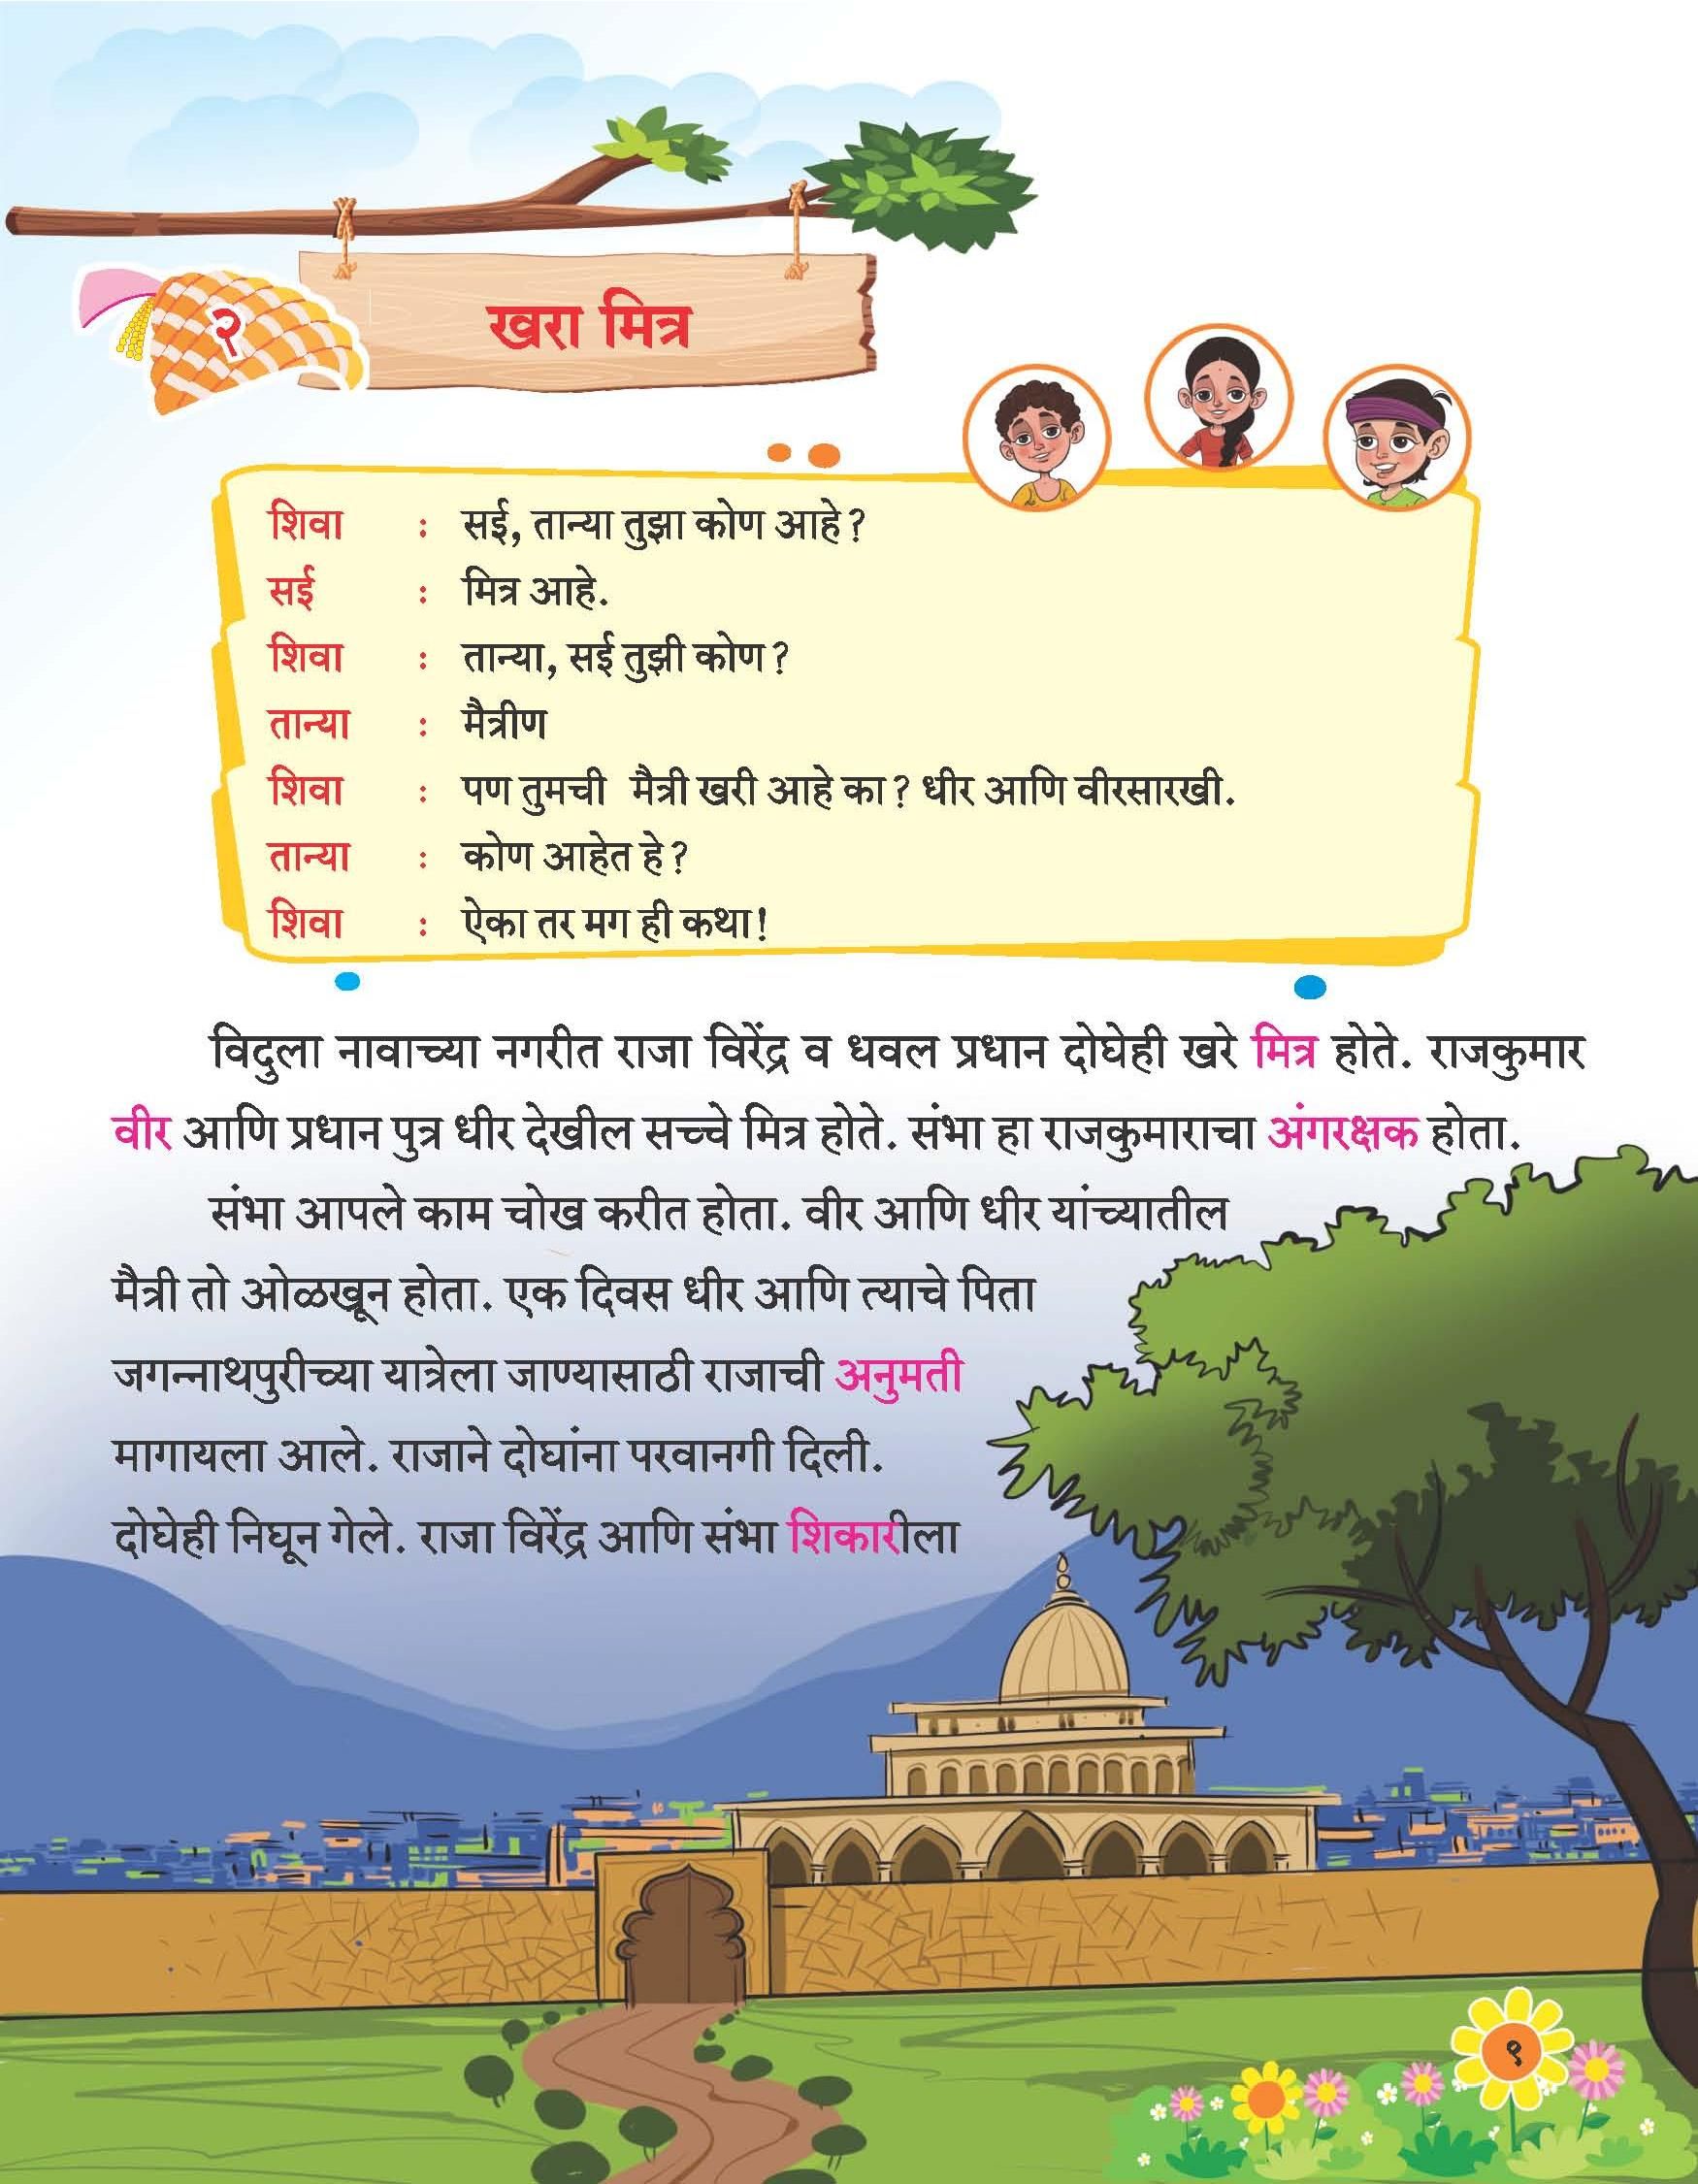 २
खरा मित्र
शिवा : सई, तान्या तुझा कोण आहे?
सई : मित्र आहे.
शिवा : तान्या, सई तुझी कोण?
तान्या : मैत्रीण
शिवा : पण तुमची मैत्री खरी आहे का? धीर आणि वीरसारखी.
तान्या : कोण आहेत हे?
शिवा : ऐका तर मग ही कथा!
विदुला नावाच्या नगरीत राजा विरेंद्र व धवल प्रधान दोघेही खरे मित्र होते. राजकुमार
वीर आणि प्रधान पुत्र धीर देखील सच्चे मित्र होते. संभा हा राजकुमाराचा अंगरक्षक होता.
संभा आपले काम चोख करीत होता. वीर आणि धीर यांच्यातील
मैत्री तो ओळखून होता. एक दिवस धीर आणि त्याचे पिता
जगन्नाथपुरीच्या यात्रेला जाण्यासाठी राजाची अनुमती
मागायला आले. राजाने दोघांना परवानगी दिली.
दोघेही निघून गेले. राजा विरेंद्र आणि संभा शिकारीला
९